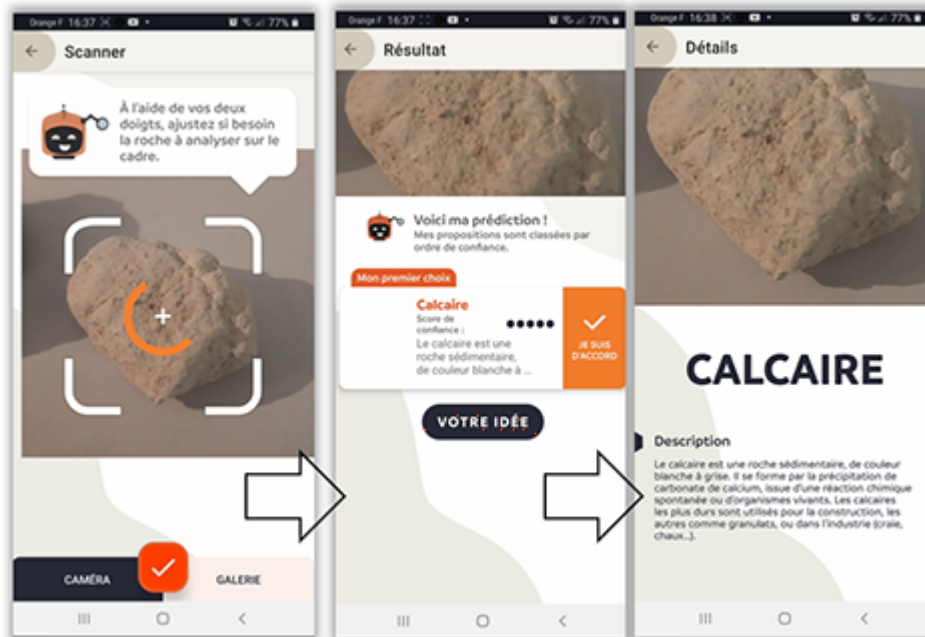 Orange F 16:37
77%
Scanner
À l'aide de vos deux
doigts, ajustez si besoin
la roche à analyser sur le
cadre.
CAMÉRA
GALERIE
Orange F 16:37
77%
Résultat
Voici ma prédiction !
Mes propositions sont classées par
ordre de confiance.
Mon premier choix
Calcaire
Score de
confiance :
Le calcaire est une
roche sédimentaire,
de couleur blanche à ...
JE SUIS
D'ACCORD
VOTRE IDÉE
Orange F 16:38
77%
Détails
CALCAIRE
Description
Le calcaire est une roche sédimentaire, de couleur
blanche à grise. Il se forme par la précipitation de
carbonate de calcium, issue d'une réaction chimique
spontanée ou d'organismes vivants. Les calcaires
les plus durs sont utilisés pour la construction, les
autres comme granulats, ou dans l'industrie (craie,
chaux...).